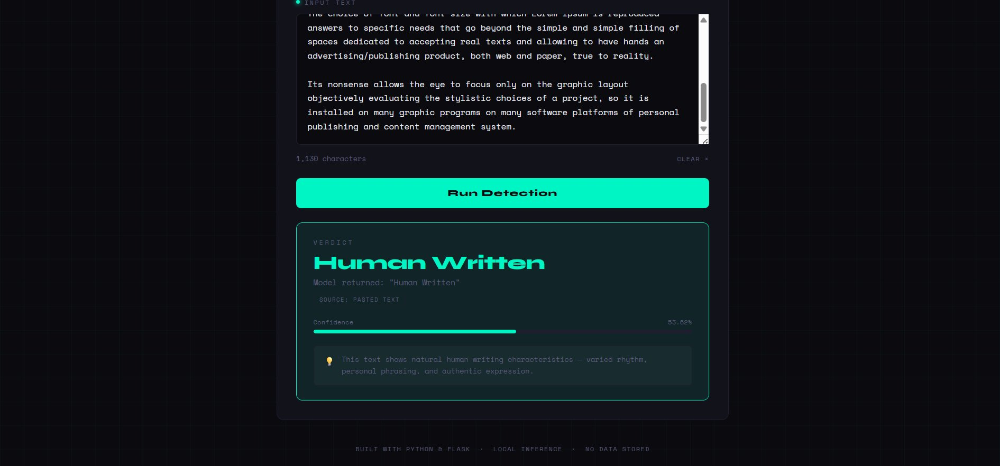 INPUT TEXT
The choice of font and font size with which Lorem ipsum is reproduced
answers to specific needs that go beyond the simple and simple filling of
spaces dedicated to accepting real texts and allowing to have hands an
advertising/publishing product, both web and paper, true to reality.
Its nonsense allows the eye to focus only on the graphic layout
objectively evaluating the stylistic choices of a project, so it is
installed on many graphic programs on many software platforms of personal
publishing and content management system.
1,130 characters
CLEAR ×
Run Detection
VERDICT
Human Written
Model returned: "Human Written"
SOURCE: PASTED TEXT
Confidence 53.62%
This text shows natural human writing characteristics — varied rhythm,
personal phrasing, and authentic expression.
BUILT WITH PYTHON & FLASK · LOCAL INFERENCE · NO DATA STORED